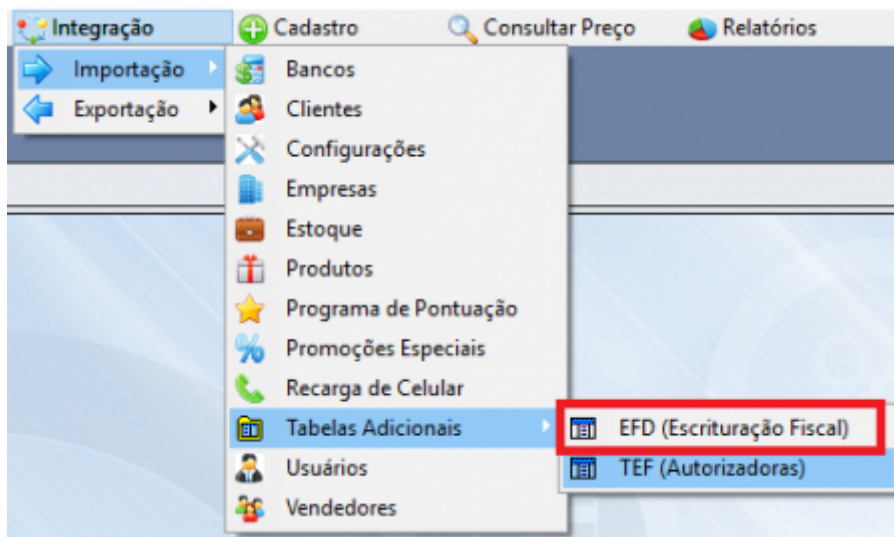 Integração Cadastro Consultar Preço Relatórios
Importação
Exportação
Bancos
Clientes
Configurações
Empresas
Estoque
Produtos
Programa de Pontuação
Promoções Especiais
Recarga de Celular
Tabelas Adicionais
Usuários
Vendedores
EFD (Escrituração Fiscal)
TEF (Autorizadoras)